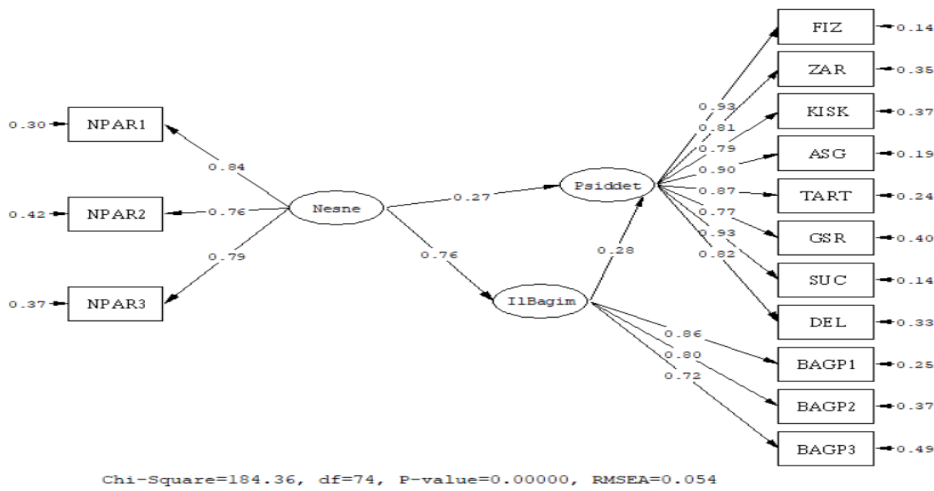 FIZ
0.14
ZAR
0.35
KISK
0.37
ASG
0.19
TART
0.24
GSR
0.40
SUC
0.14
DEL
0.33
BAGP1
0.25
BAGP2
0.37
BAGP3
0.49
0.30
NPAR1
0.42
NPAR2
0.37
NPAR3
0.84
0.76
0.79
Nesne
0.27
0.76
Psiddet
0.28
IlBagim
0.93
0.81
0.79
0.90
0.87
0.77
0.93
0.82
0.86
0.80
0.72
Chi-Square=184.36, df=74, P-value=0.00000, RMSEA=0.054